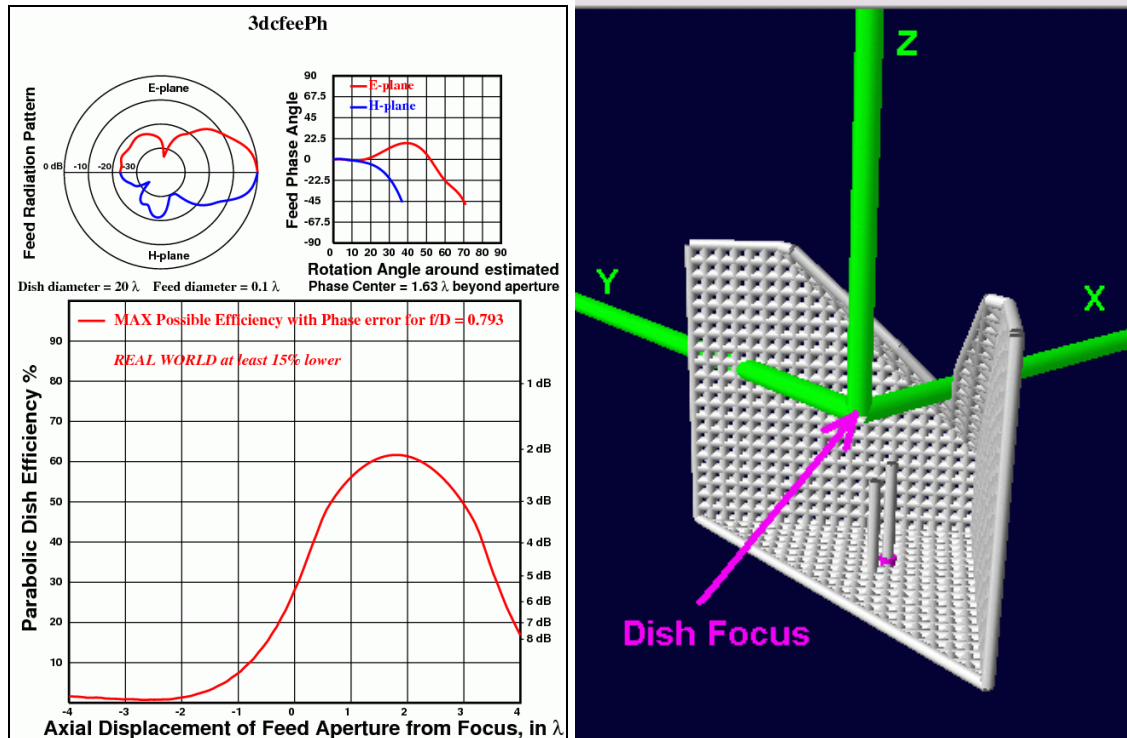 3dcfeePh
Feed Radiation Pattern
E-plane
0 dB -10 -20 -30
H-plane
Feed Phase Angle
90
67.5
45
22.5
0
-22.5
-45
-67.5
-90
E-plane
H-plane
0 10 20 30 40 50 60 70 80 90
Rotation Angle around estimated
Phase Center = 1.63 λ beyond aperture
Dish diameter = 20 λ Feed diameter = 0.1 λ
MAX Possible Efficiency with Phase error for f/D = 0.793
REAL WORLD at least 15% lower
Parabolic Dish Efficiency %
90
80
70
60
50
40
30
20
10
1 dB
2 dB
3 dB
4 dB
5 dB
6 dB
7 dB
8 dB
-4 -3 -2 -1 0 1 2 3 4
Axial Displacement of Feed Aperture from Focus, in λ
Z
Y
X
Dish Focus